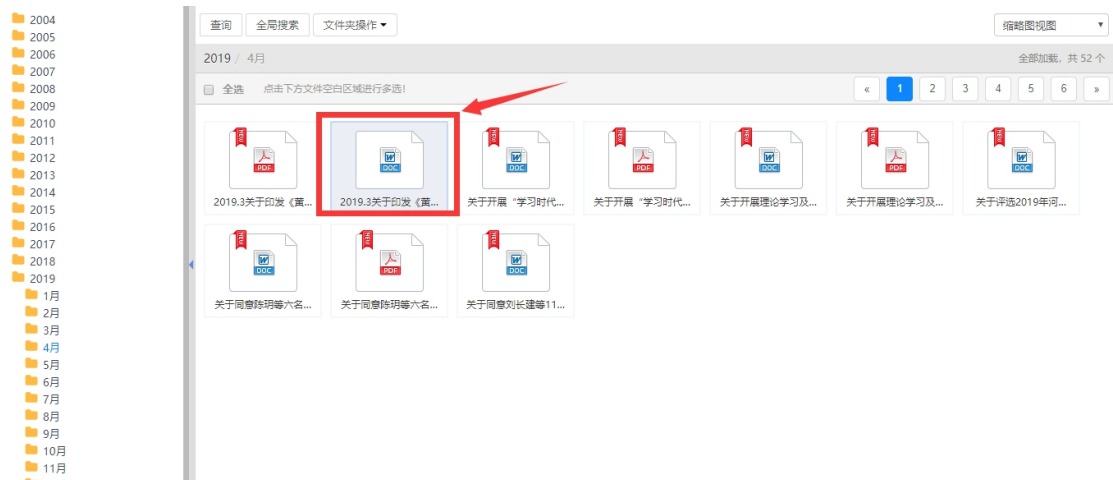 2004
2005
2006
2007
2008
2009
2010
2011
2012
2013
2014
2015
2016
2017
2018
2019
1月
2月
3月
4月
5月
6月
7月
8月
9月
10月
11月
查询 全局搜索 文件夹操作 缩略图视图
2019 / 4月 全部加载，共 52 个
全选 点击下方文件空白区域进行多选! « 1 2 3 4 5 6 »
NEW NEW NEW NEW NEW NEW
PDF DOC DOC PDF DOC PDF DOC
2019.3关于印发《黄... 2019.3关于印发《黄... 关于开展“学习时代... 关于开展“学习时代... 关于开展理论学习及... 关于开展理论学习及... 关于评选2019年河...
NEW NEW NEW
DOC PDF DOC
关于同意陈玥等六名... 关于同意陈玥等六名... 关于同意刘长建等11...